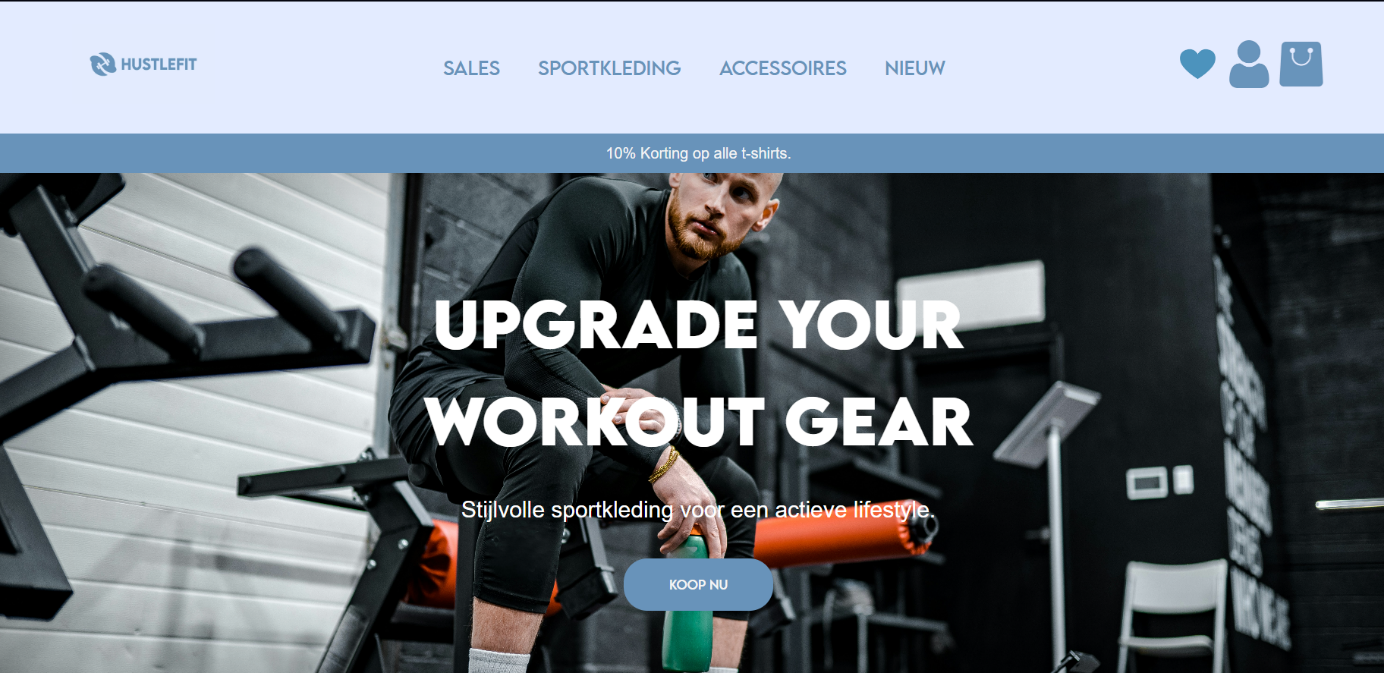 HUSTLEFIT
SALES SPORTKLEDING ACCESSOIRES NIEUW
10% Korting op alle t-shirts.
UPGRADE YOUR
WORKOUT GEAR
Stijlvolle sportkleding voor een actieve lifestyle.
KOOP NU